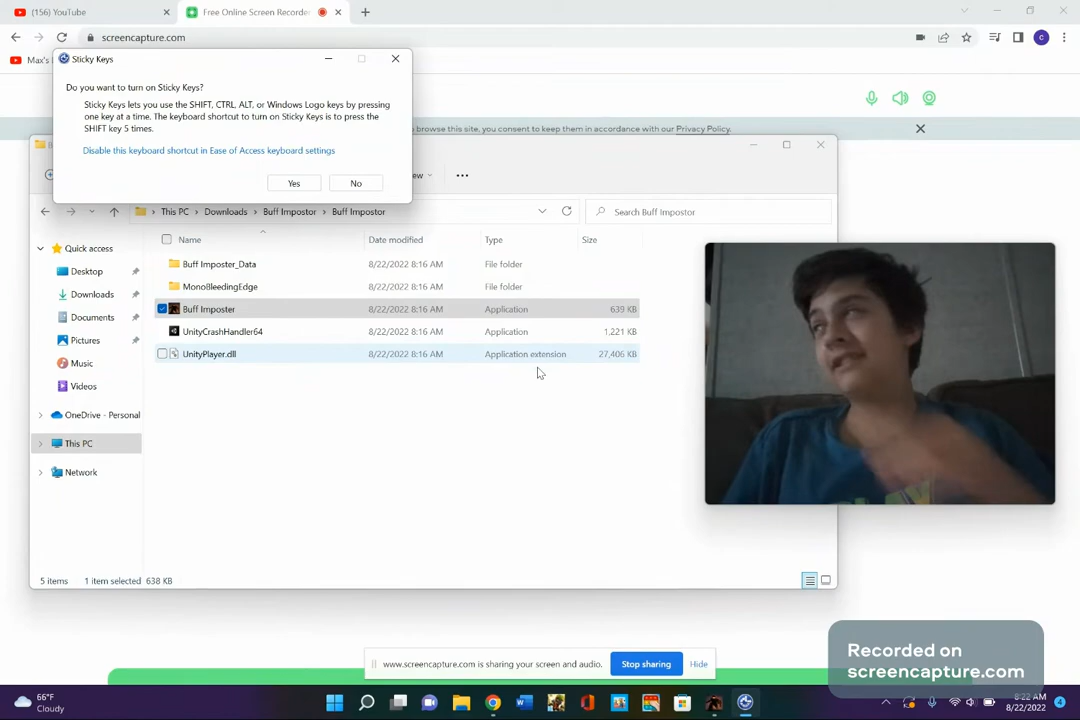 (156) YouTube
Free Online Screen Recorder
screencapture.com
Max's
Sticky Keys
Do you want to turn on Sticky Keys?
Sticky Keys lets you use the SHIFT, CTRL, ALT, or Windows Logo keys by pressing
one key at a time. The keyboard shortcut to turn on Sticky Keys is to press the
SHIFT key 5 times.
Disable this keyboard shortcut in Ease of Access keyboard settings
Yes
No
browse this site, you consent to keep them in accordance with our Privacy Policy.
This PC
Downloads
Buff Impostor
Buff Impostor
Search Buff Impostor
Name
Date modified
Type
Size
Quick access
Desktop
Downloads
Documents
Pictures
Music
Videos
OneDrive - Personal
This PC
Network
Buff Imposter_Data 8/22/2022 8:16 AM File folder
MonoBleedingEdge 8/22/2022 8:16 AM File folder
Buff Imposter 8/22/2022 8:16 AM Application 639 KB
UnityCrashHandler64 8/22/2022 8:16 AM Application 1,221 KB
UnityPlayer.dll 8/22/2022 8:16 AM Application extension 27,406 KB
5 items 1 item selected 638 KB
www.screencapture.com is sharing your screen and audio.
Stop sharing
Hide
Recorded on
screencapture.com
66°F
Cloudy
8:22 AM
8/22/2022
4